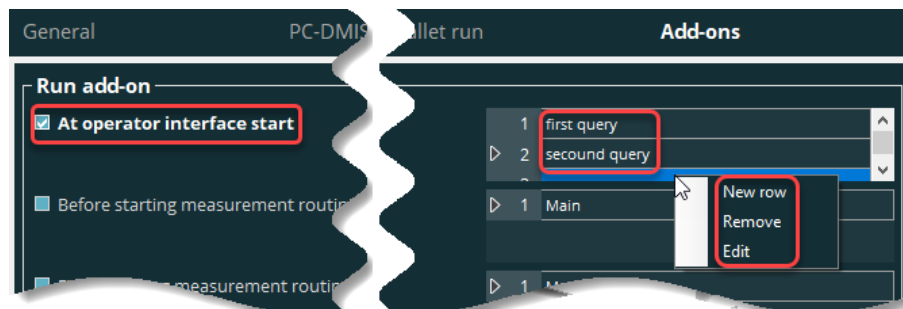 General PC-DMIS allet run Add-ons
Run add-on
At operator interface start
1 first query
2 secound query
New row
Before starting measurement routin 1 Main
Remove
Edit
measurement routin 1